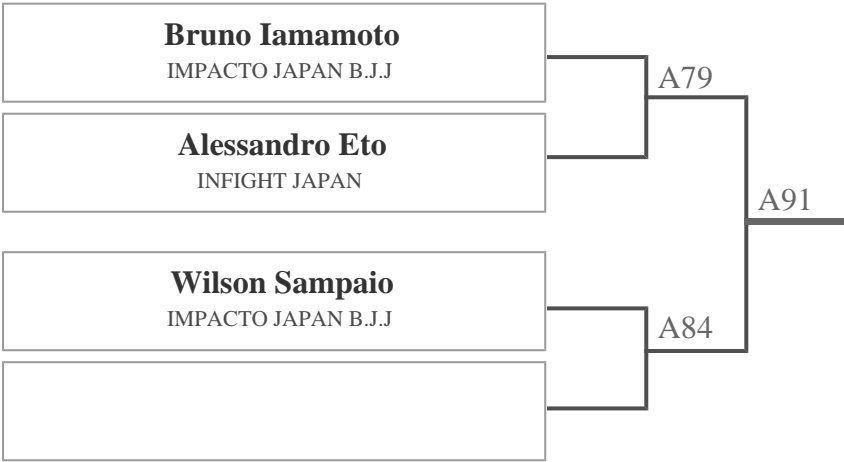 Bruno Iamamoto
IMPACTO JAPAN B.J.J
A79
Alessandro Eto
INFIGHT JAPAN
A91
Wilson Sampaio
IMPACTO JAPAN B.J.J
A84